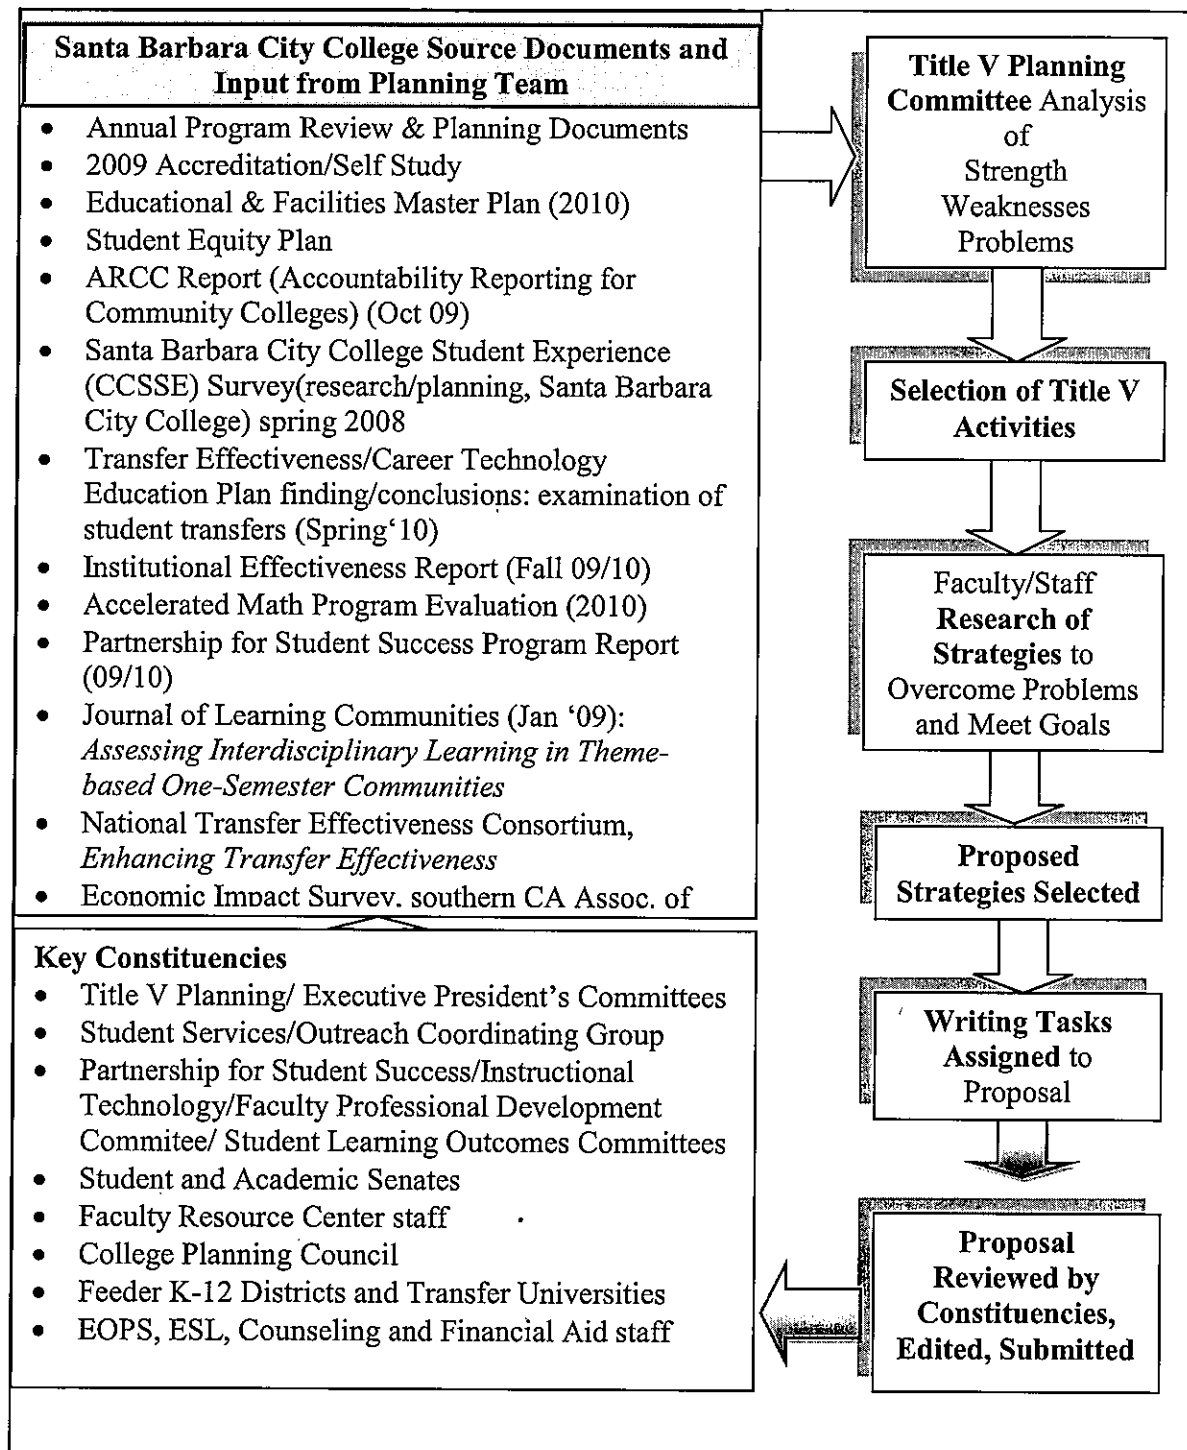 Santa Barbara City College Source Documents and
Input from Planning Team
• Annual Program Review & Planning Documents
• 2009 Accreditation/Self Study
• Educational & Facilities Master Plan (2010)
• Student Equity Plan
• ARCC Report (Accountability Reporting for
Community Colleges) (Oct 09)
• Santa Barbara City College Student Experience
(CCSSE) Survey(research/planning, Santa Barbara
City College) spring 2008
• Transfer Effectiveness/Career Technology
Education Plan finding/conclusions: examination of
student transfers (Spring‘10)
• Institutional Effectiveness Report (Fall 09/10)
• Accelerated Math Program Evaluation (2010)
• Partnership for Student Success Program Report
(09/10)
• Journal of Learning Communities (Jan ‘09):
Assessing Interdisciplinary Learning in Theme-
based One-Semester Communities
• National Transfer Effectiveness Consortium,
Enhancing Transfer Effectiveness
• Economic Impact Survey, southern CA Assoc. of
Key Constituencies
• Title V Planning/ Executive President’s Committees
• Student Services/Outreach Coordinating Group
• Partnership for Student Success/Instructional
Technology/Faculty Professional Development
Commitee/ Student Learning Outcomes Committees
• Student and Academic Senates
• Faculty Resource Center staff
• College Planning Council
• Feeder K-12 Districts and Transfer Universities
• EOPS, ESL, Counseling and Financial Aid staff
Title V Planning
Committee Analysis
of
Strength
Weaknesses
Problems
Selection of Title V
Activities
Faculty/Staff
Research of
Strategies to
Overcome Problems
and Meet Goals
Proposed
Strategies Selected
Writing Tasks
Assigned to
Proposal
Proposal
Reviewed by
Constituencies,
Edited, Submitted